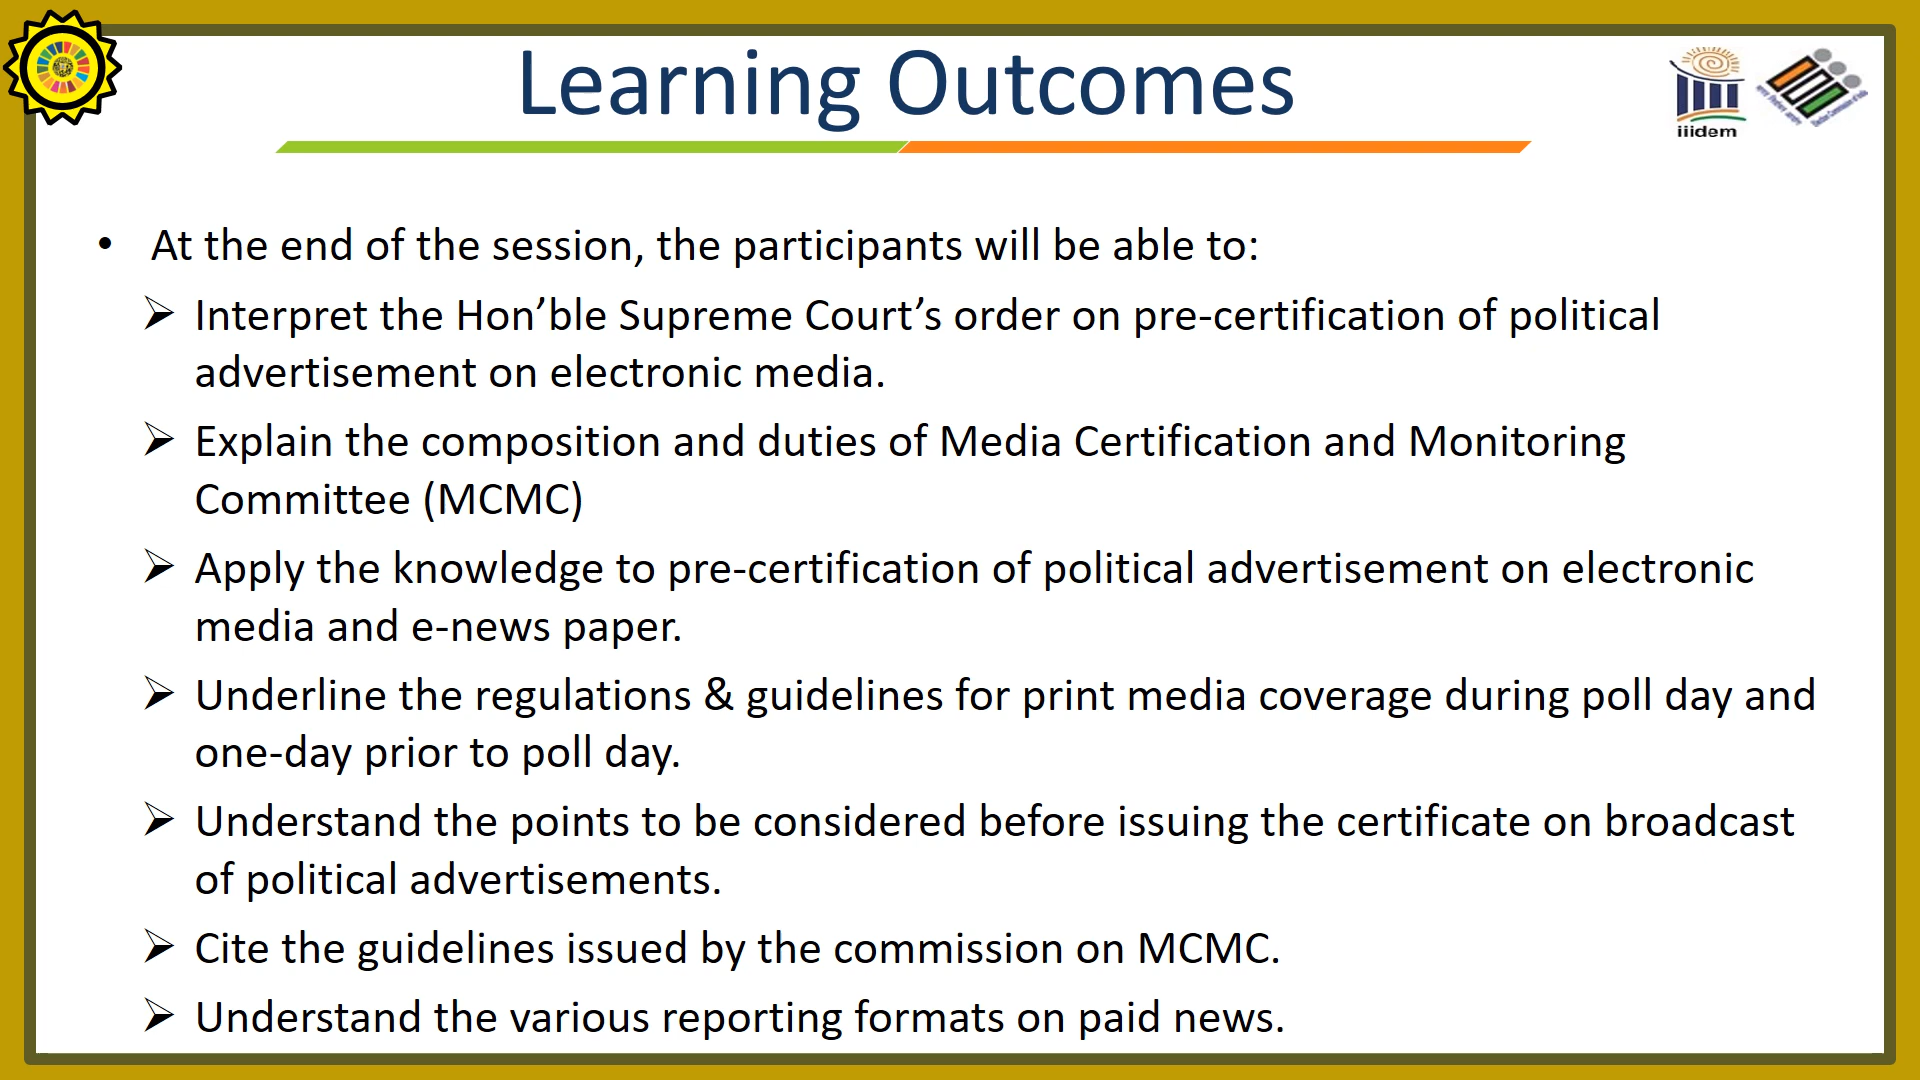 Learning Outcomes
iiidem
• At the end of the session, the participants will be able to:
➢ Interpret the Hon’ble Supreme Court’s order on pre-certification of political
advertisement on electronic media.
➢ Explain the composition and duties of Media Certification and Monitoring
Committee (MCMC)
➢ Apply the knowledge to pre-certification of political advertisement on electronic
media and e-news paper.
➢ Underline the regulations & guidelines for print media coverage during poll day and
one-day prior to poll day.
➢ Understand the points to be considered before issuing the certificate on broadcast
of political advertisements.
➢ Cite the guidelines issued by the commission on MCMC.
➢ Understand the various reporting formats on paid news.